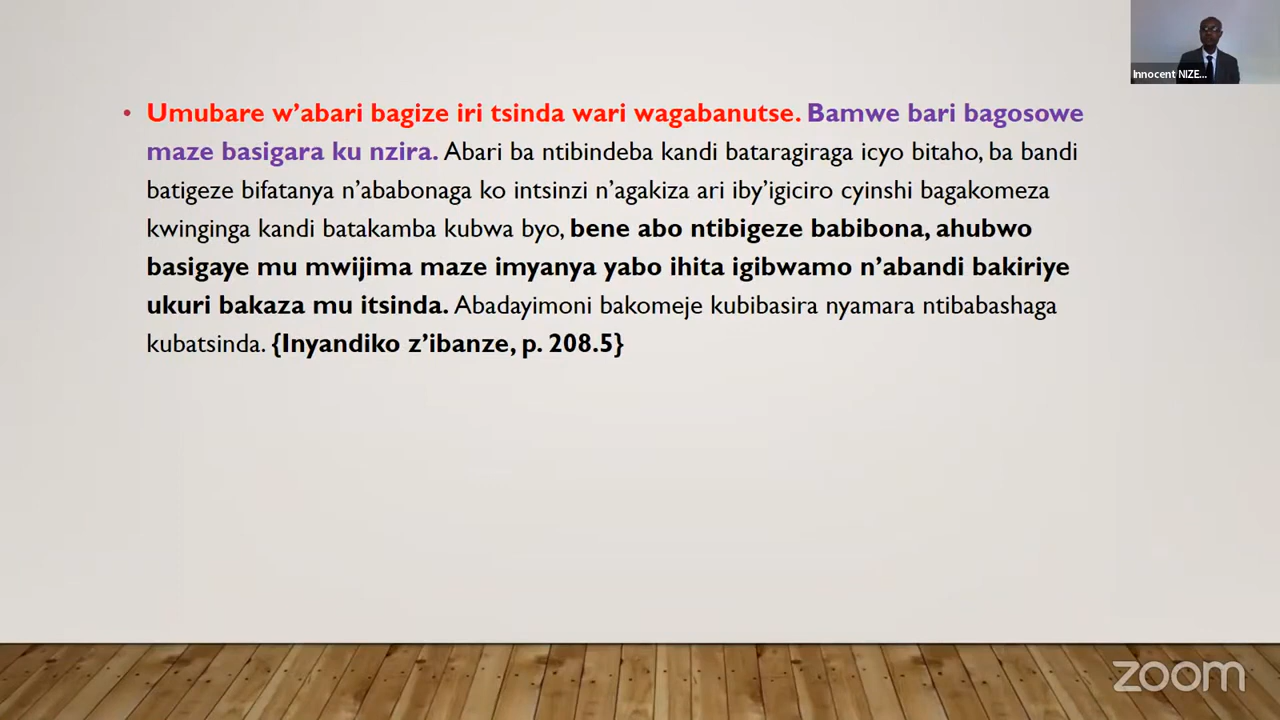 Innocent NIZE...
• Umubare w’abari bagize iri tsinda wari wagabanutse. Bamwe bari bagosowe
maze basigara ku nzira. Abari ba ntibindeba kandi bataragiraga icyo bitaho, ba bandi
batigeze bifatanya n’ababonaga ko intsinzi n’agakiza ari iby’igiciro cyinshi bagakomeza
kwinginga kandi batakamba kubwa byo, bene abo ntibigeze babibona, ahubwo
basigaye mu mwijima maze imyanya yabo ihita igibwamo n’abandi bakiriye
ukuri bakaza mu itsinda. Abadayimoni bakomeje kubibasira nyamara ntibabashaga
kubatsinda. {Inyandiko z’ibanze, p. 208.5}
zoom